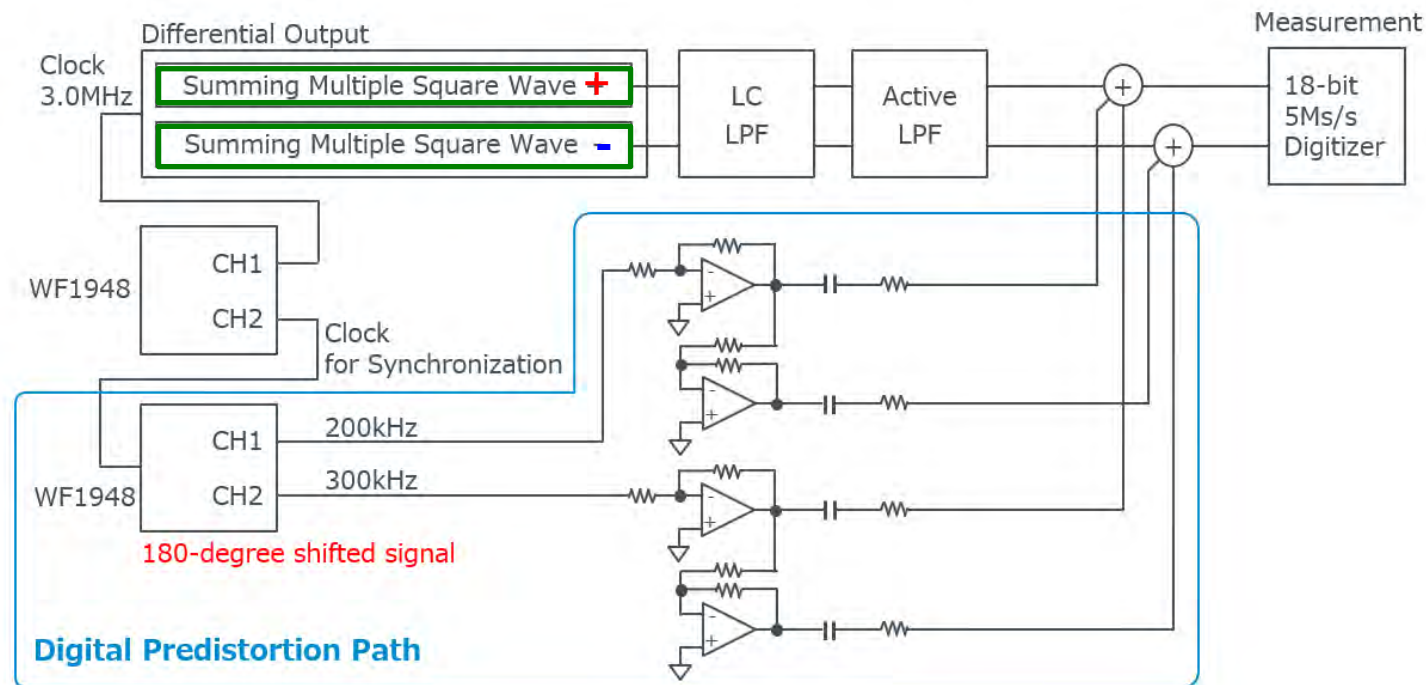 Measurement
Differential Output
Clock
3.0MHz
Summing Multiple Square Wave +
Summing Multiple Square Wave -
LC
LPF
Active
LPF
+
+
18-bit
5Ms/s
Digitizer
WF1948
CH1
CH2
Clock
for Synchronization
-
+
-
+
WF1948
CH1
CH2
200kHz
300kHz
180-degree shifted signal
-
+
-
+
Digital Predistortion Path